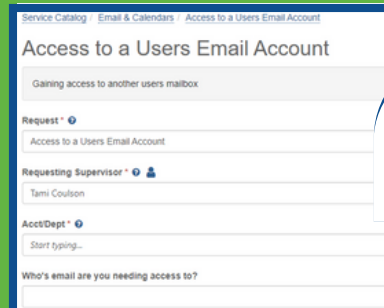 Service Catalog / Email & Calendars / Access to a Users Email Account
Access to a Users Email Account
Gaining access to another users mailbox
Request *
Access to a Users Email Account
Requesting Supervisor *
Tami Coulson
Acct/Dept *
Start typing...
Who's email are you needing access to?